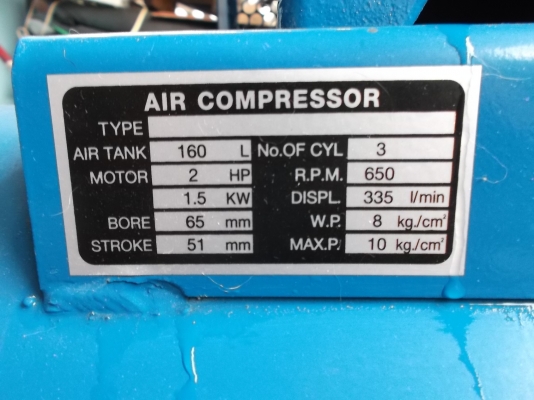 AIR COMPRESSOR
TYPE
AIR TANK 160 L No.OF CYL 3
MOTOR 2 HP R.P.M. 650
1.5 KW DISPL. 335 l/min
BORE 65 mm W.P. 8 kg./cm²
STROKE 51 mm MAX.P. 10 kg./cm²